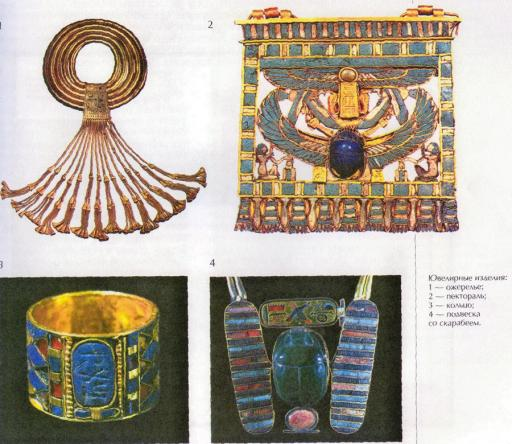 1
2
3
4
Ювелирные изделия:
1 — ожерелье;
2 — пектораль;
3 — кольцо;
4 — подвеска
со скарабеем.